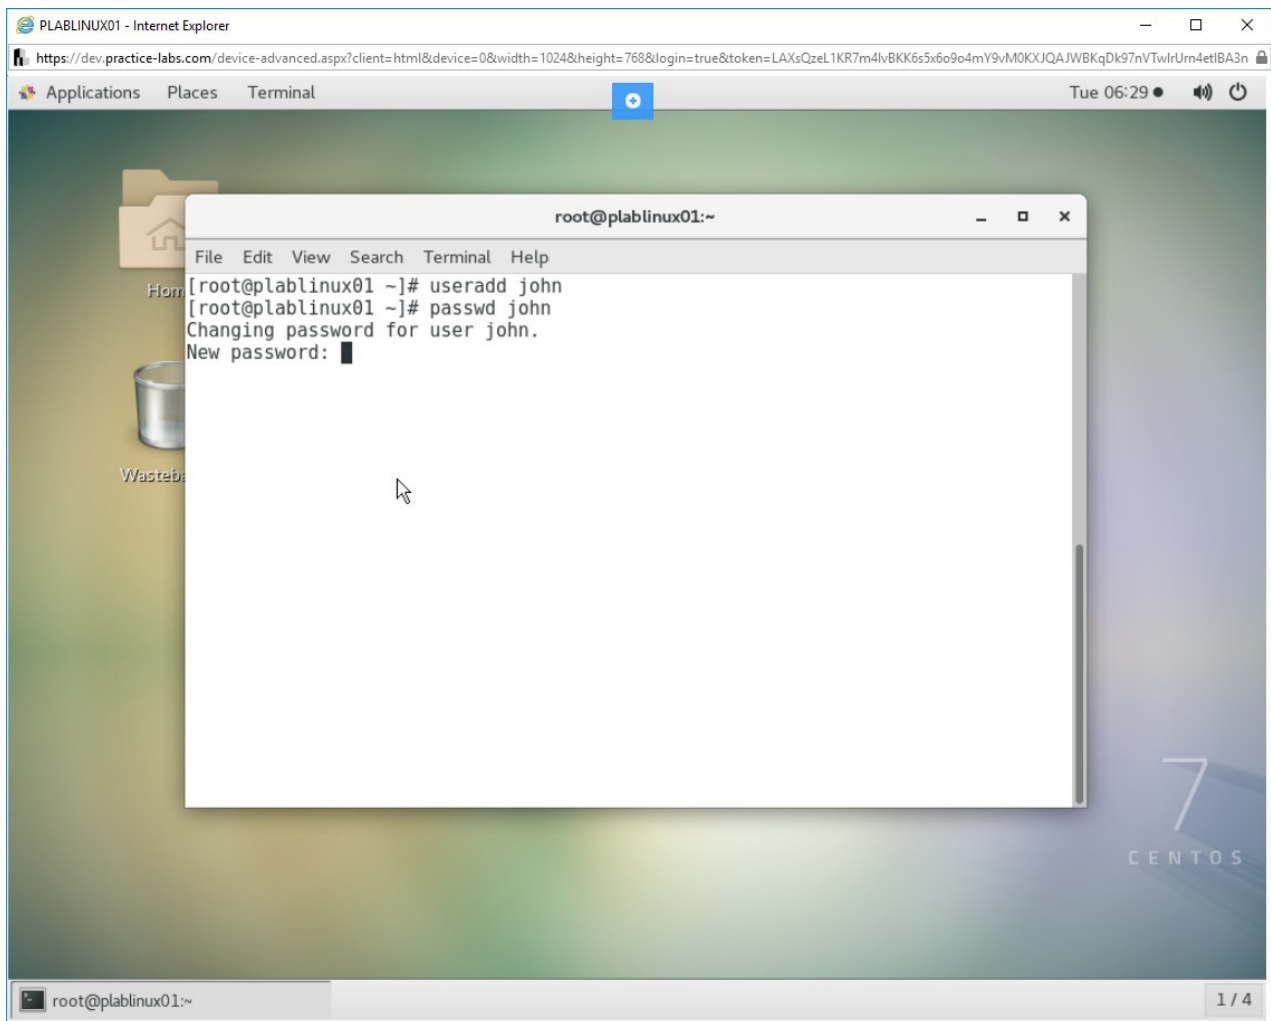 PLABLINUX01 - Internet Explorer
https://dev.practice-labs.com/device-advanced.aspx?client=html&device=0&width=1024&height=768&login=true&token=
Applications Places Terminal Tue 06:29
root@plablinux01:~
File Edit View Search Terminal Help
Home
[root@plablinux01 ~]# useradd john
[root@plablinux01 ~]# passwd john
Changing password for user john.
New password:
7
CENTOS
root@plablinux01:~
1 / 4